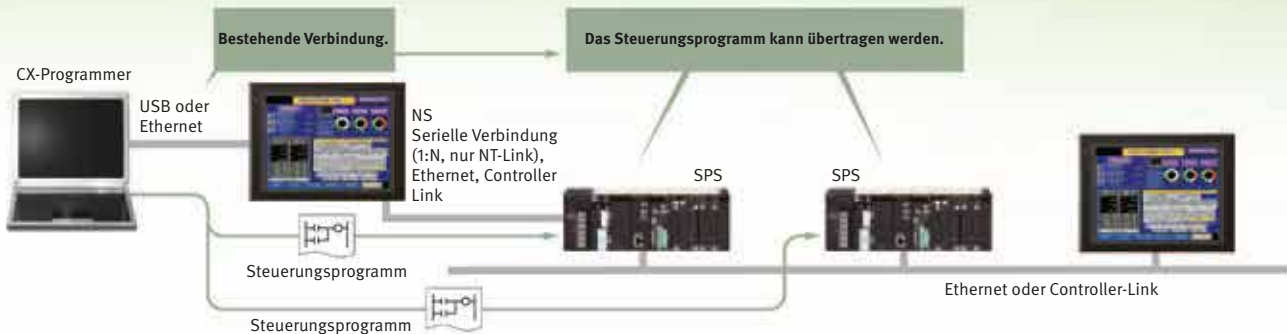 Bestehende Verbindung.
Das Steuerungsprogramm kann übertragen werden.
CX-Programmer
USB oder
Ethernet
NS
Serielle Verbindung
(1:N, nur NT-Link),
Ethernet, Controller
Link
SPS
SPS
Steuerungsprogramm
Steuerungsprogramm
Ethernet oder Controller-Link